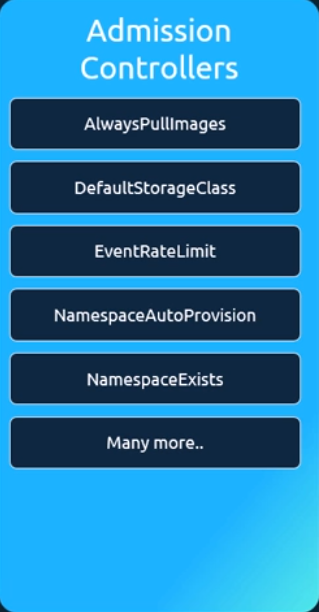 Admission
Controllers
AlwaysPullImages
DefaultStorageClass
EventRateLimit
NamespaceAutoProvision
NamespaceExists
Many more..